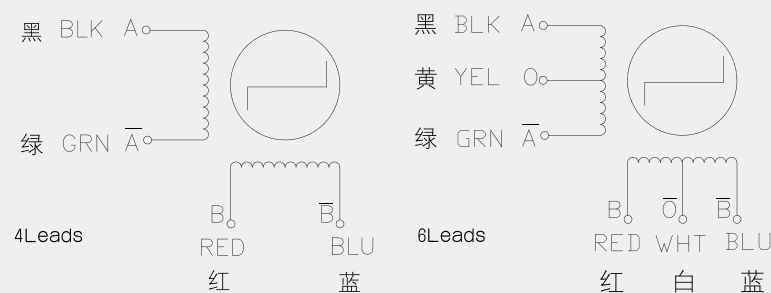 黑 BLK A
绿 GRN A̅
B B̅
4Leads
RED BLU
红 蓝
黑 BLK A
黄 YEL O
绿 GRN A̅
B O̅ B̅
6Leads
RED WHT BLU
红 白 蓝